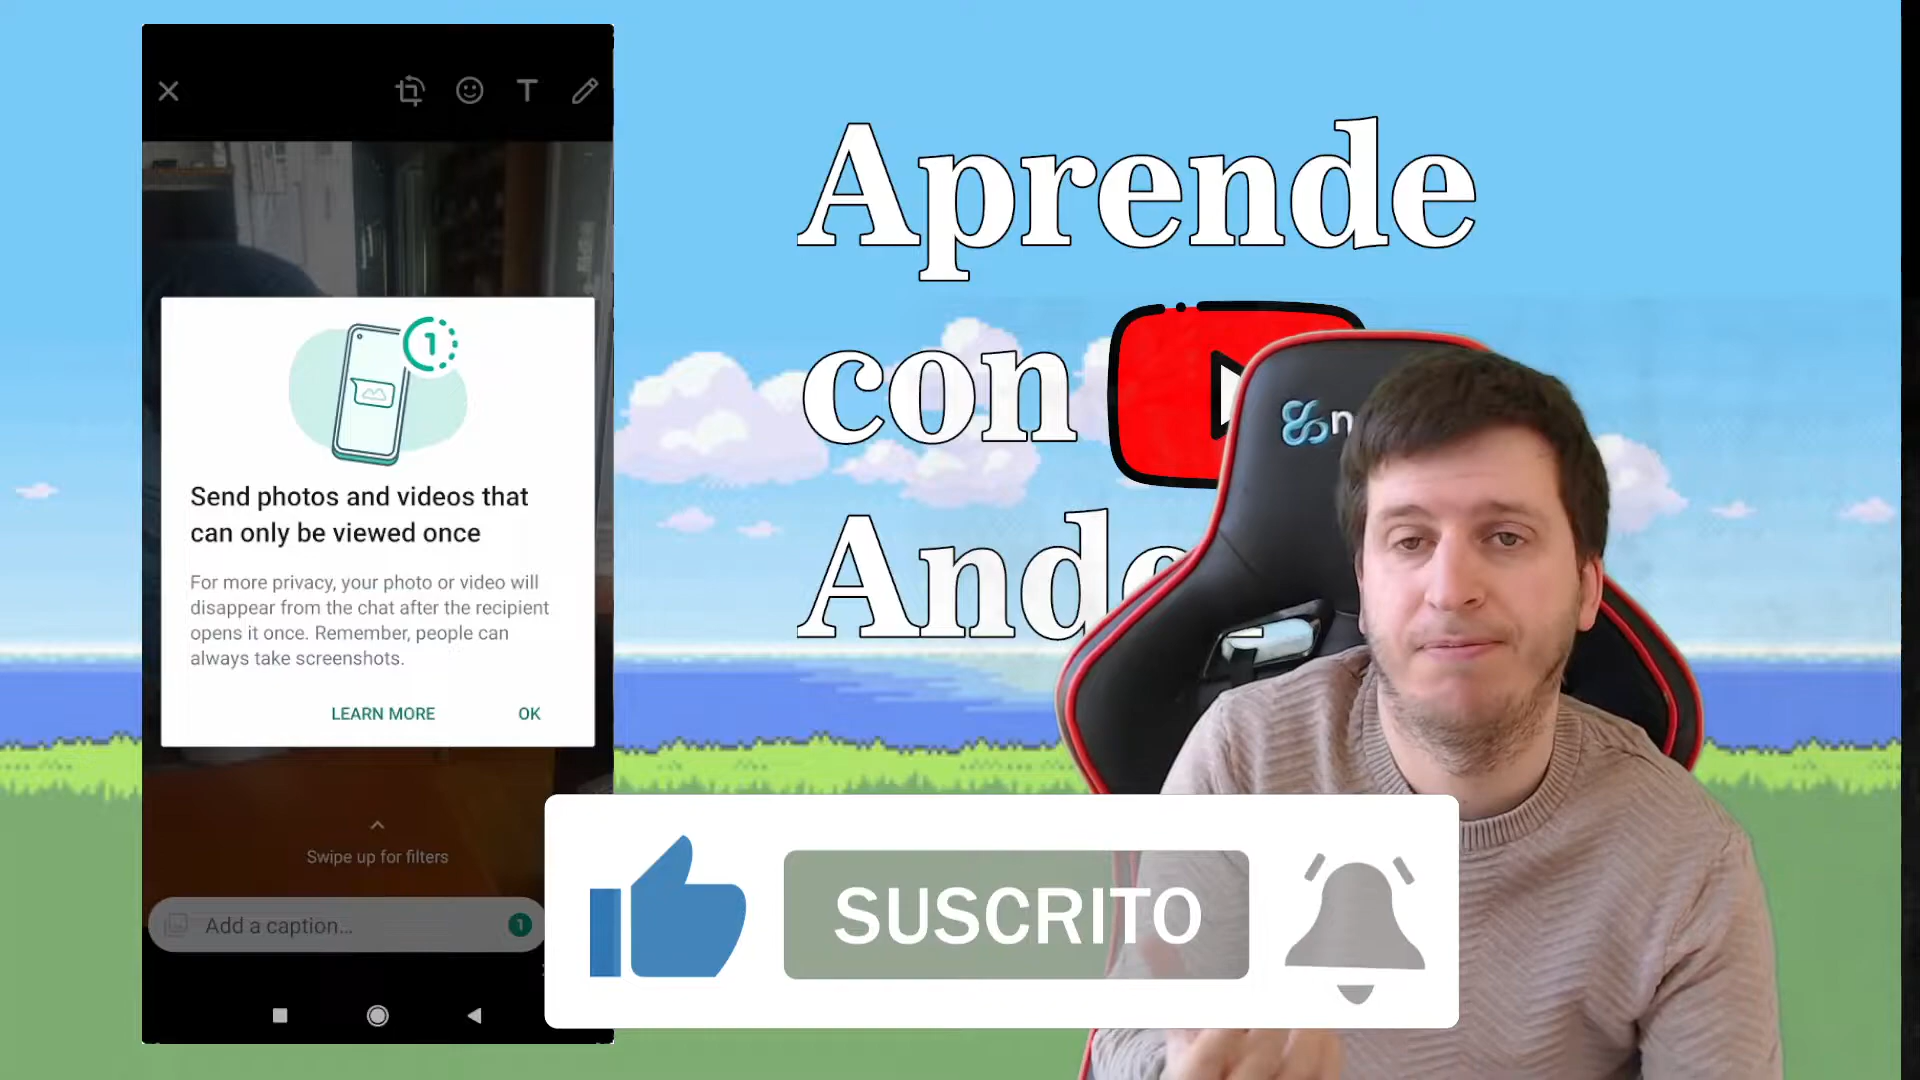 Send photos and videos that
can only be viewed once
For more privacy, your photo or video will
disappear from the chat after the recipient
opens it once. Remember, people can
always take screenshots.
LEARN MORE OK
Swipe up for filters
Add a caption...
1
1
T
Aprende
con
And
SUSCRITO
n